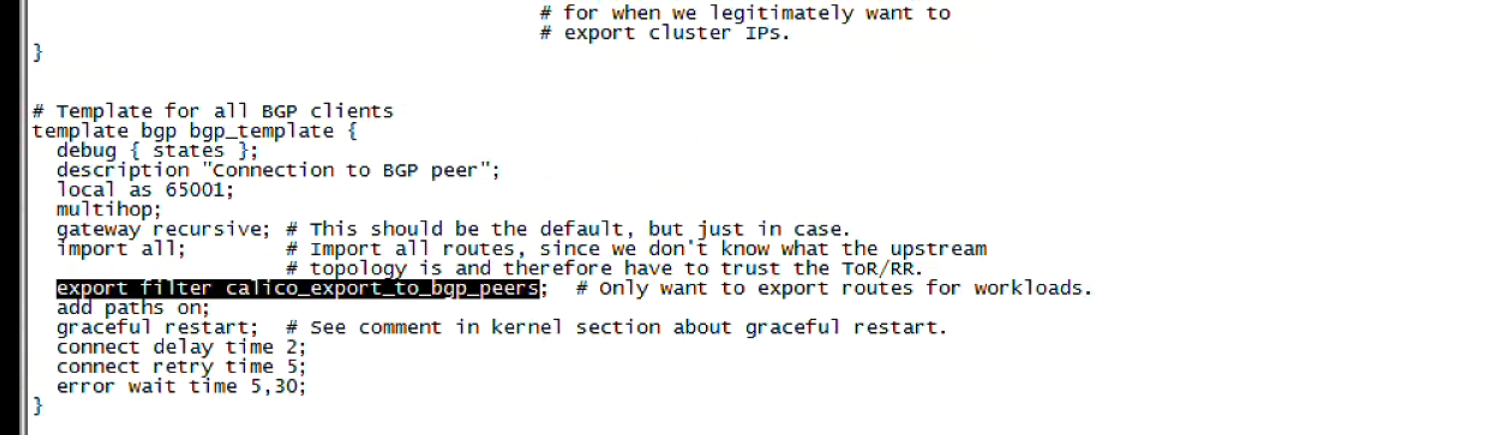 # for when we legitimately want to
# export cluster IPs.
}
# Template for all BGP clients
template bgp bgp_template {
debug { states };
description "Connection to BGP peer";
local as 65001;
multihop;
gateway recursive; # This should be the default, but just in case.
import all; # Import all routes, since we don't know what the upstream
# topology is and therefore have to trust the ToR/RR.
export filter calico_export_to_bgp_peers; # Only want to export routes for workloads.
add paths on;
graceful restart; # See comment in kernel section about graceful restart.
connect delay time 2;
connect retry time 5;
error wait time 5,30;
}